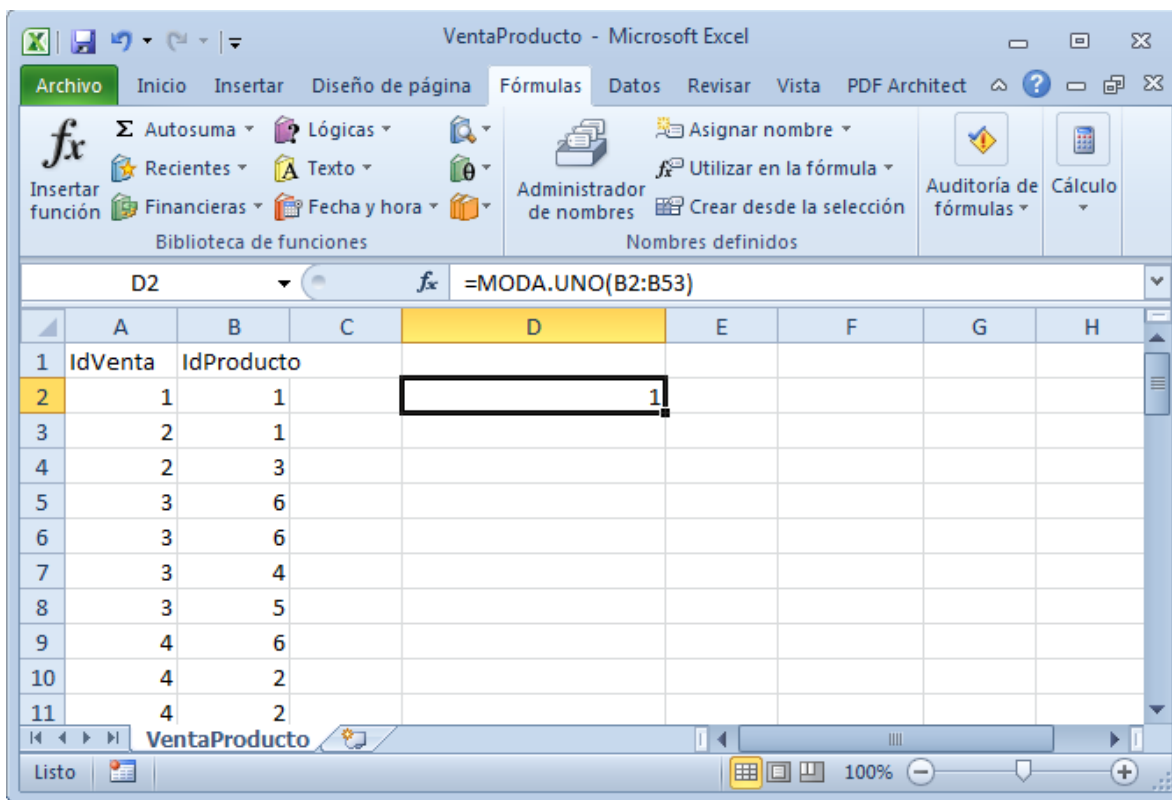 VentaProducto - Microsoft Excel
Archivo Inicio Insertar Diseño de página Fórmulas Datos Revisar Vista PDF Architect
fx Σ Autosuma Lógicas Asignar nombre
Recientes Texto Utilizar en la fórmula
Insertar función Financieras Fecha y hora Administrador de nombres Crear desde la selección Auditoría de fórmulas Cálculo
Biblioteca de funciones Nombres definidos
D2 fx =MODA.UNO(B2:B53)
A B C D E F G H
1 IdVenta IdProducto
2 1 1 1
3 2 1
4 2 3
5 3 6
6 3 6
7 3 4
8 3 5
9 4 6
10 4 2
11 4 2
VentaProducto
Listo 100%